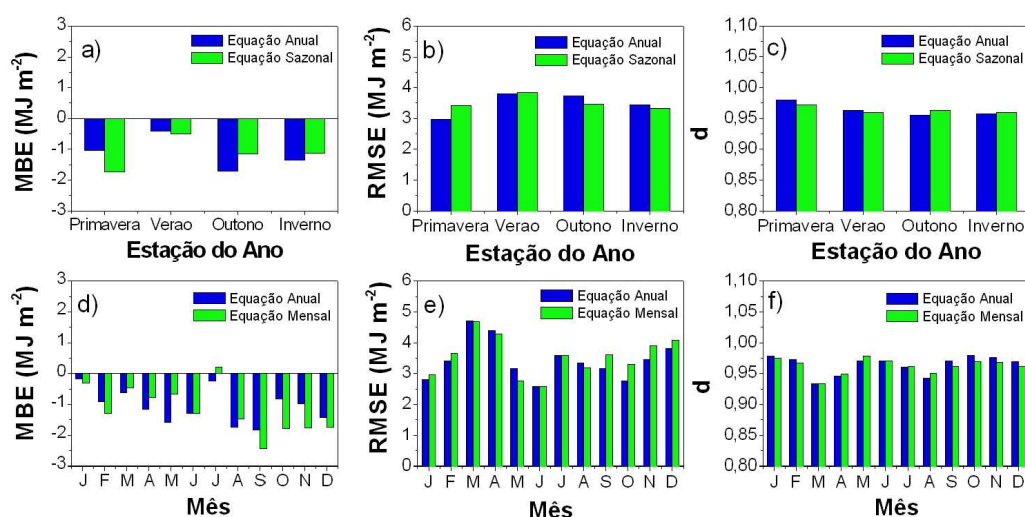 a)
Equação Anual
Equação Sazonal
MBE (MJ m-2)
3
2
1
0
-1
-2
-3
Primavera Verao Outono Inverno
Estação do Ano
b)
Equação Anual
Equação Sazonal
RMSE (MJ m-2)
6
5
4
3
2
1
0
Primavera Verao Outono Inverno
Estação do Ano
c)
Equação Anual
Equação Sazonal
d
1,10
1,05
1,00
0,95
0,90
0,85
0,80
Primavera Verao Outono Inverno
Estação do Ano
d)
Equação Anual
Equação Mensal
MBE (MJ m-2)
3
2
1
0
-1
-2
-3
J F M A M J J A S O N D
Mês
e)
Equação Anual
Equação Mensal
RMSE (MJ m-2)
6
5
4
3
2
1
0
J F M A M J J A S O N D
Mês
f)
Equação Anual
Equação Mensal
d
1,10
1,05
1,00
0,95
0,90
0,85
0,80
J F M A M J J A S O N D
Mês